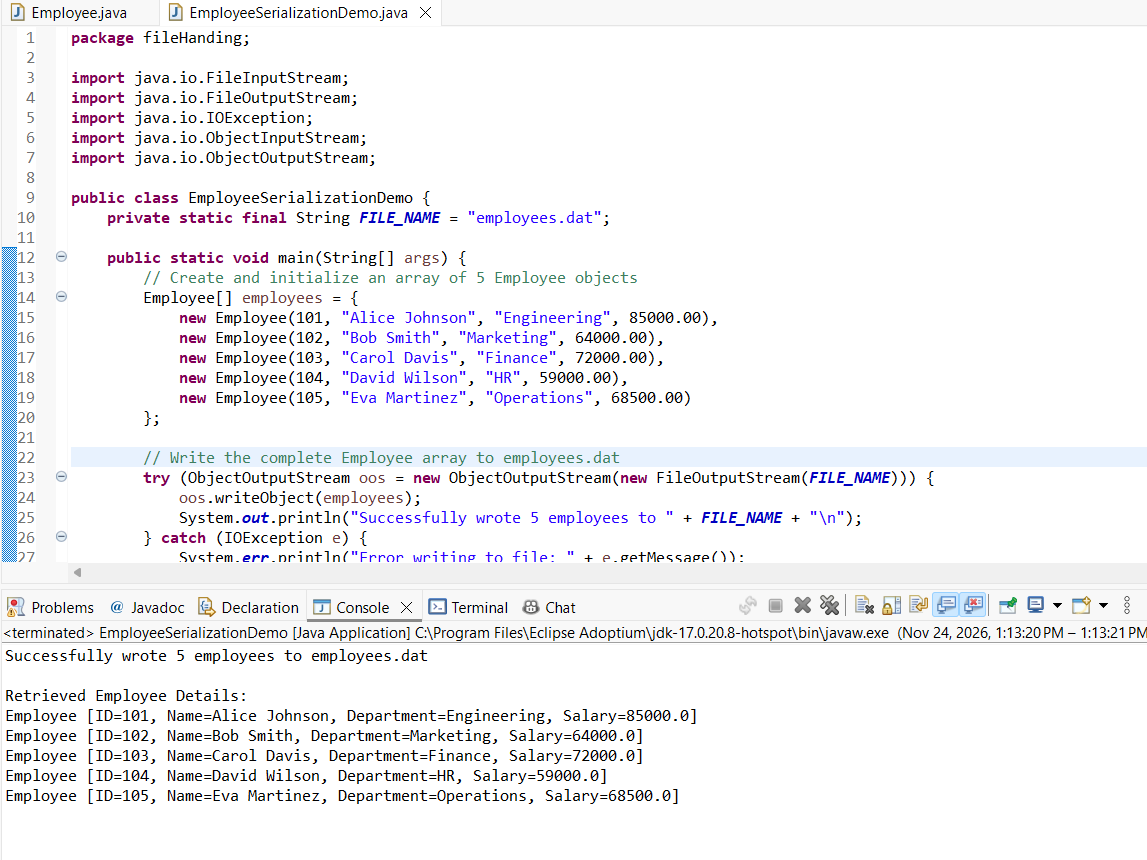 Employee.java EmployeeSerializationDemo.java
1 package fileHanding;
2
3 import java.io.FileInputStream;
4 import java.io.FileOutputStream;
5 import java.io.IOException;
6 import java.io.ObjectInputStream;
7 import java.io.ObjectOutputStream;
8
9 public class EmployeeSerializationDemo {
10     private static final String FILE_NAME = "employees.dat";
11
12     public static void main(String[] args) {
13         // Create and initialize an array of 5 Employee objects
14         Employee[] employees = {
15             new Employee(101, "Alice Johnson", "Engineering", 85000.00),
16             new Employee(102, "Bob Smith", "Marketing", 64000.00),
17             new Employee(103, "Carol Davis", "Finance", 72000.00),
18             new Employee(104, "David Wilson", "HR", 59000.00),
19             new Employee(105, "Eva Martinez", "Operations", 68500.00)
20         };
21
22         // Write the complete Employee array to employees.dat
23         try (ObjectOutputStream oos = new ObjectOutputStream(new FileOutputStream(FILE_NAME))) {
24             oos.writeObject(employees);
25             System.out.println("Successfully wrote 5 employees to " + FILE_NAME + "\n");
26         } catch (IOException e) {
27             System.err.println("Error writing to file: " + e.getMessage());
Problems @ Javadoc Declaration Console Terminal Chat
<terminated> EmployeeSerializationDemo [Java Application] C:\Program Files\Eclipse Adoptium\jdk-17.0.20.8-hotspot\bin\javaw.exe (Nov 24, 2026, 1:13:20 PM – 1:13:21 PM
Successfully wrote 5 employees to employees.dat

Retrieved Employee Details:
Employee [ID=101, Name=Alice Johnson, Department=Engineering, Salary=85000.0]
Employee [ID=102, Name=Bob Smith, Department=Marketing, Salary=64000.0]
Employee [ID=103, Name=Carol Davis, Department=Finance, Salary=72000.0]
Employee [ID=104, Name=David Wilson, Department=HR, Salary=59000.0]
Employee [ID=105, Name=Eva Martinez, Department=Operations, Salary=68500.0]